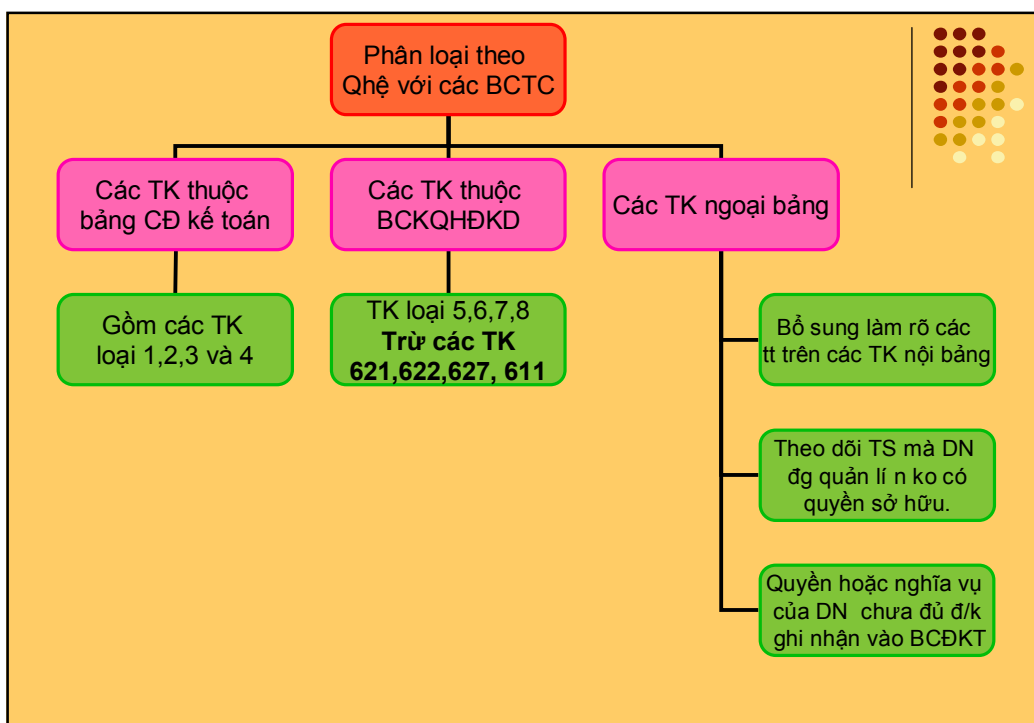 Phân loại theo
Qhệ với các BCTC
Các TK thuộc
bảng CĐ kế toán
Các TK thuộc
BCKQHĐKD
Các TK ngoại bảng
Gồm các TK
loại 1,2,3 và 4
TK loại 5,6,7,8
Trừ các TK
621,622,627, 611
Bổ sung làm rõ các
tt trên các TK nội bảng
Theo dõi TS mà DN
đg quản lí n ko có
quyền sở hữu.
Quyền hoặc nghĩa vụ
của DN chưa đủ đ/k
ghi nhận vào BCĐKT